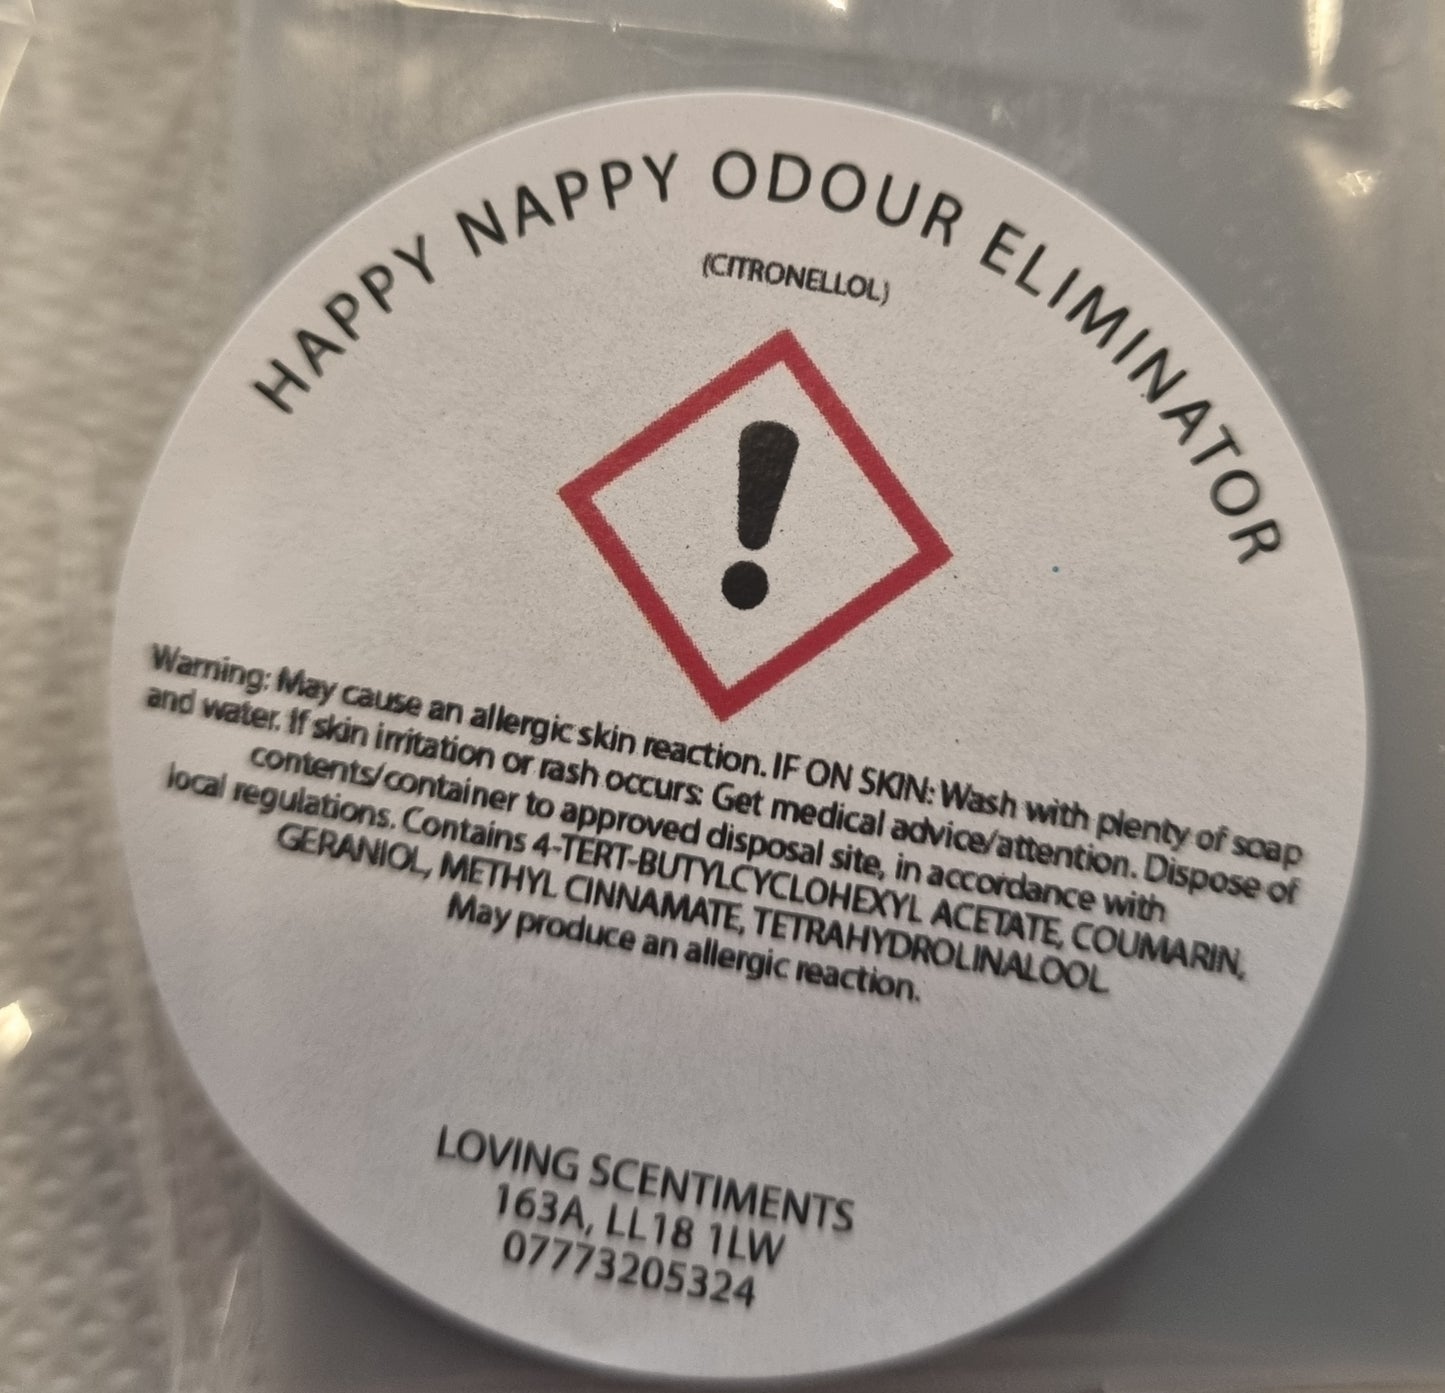 HAPPY NAPPY ODOUR ELIMINATOR
(CITRONELLOL)
Warning: May cause an allergic skin reaction. IF ON SKIN: Wash with plenty of soap
and water. If skin irritation or rash occurs: Get medical advice/attention. Dispose of
contents/container to approved disposal site, in accordance with
local regulations. Contains 4-TERT-BUTYLCYCLOHEXYL ACETATE, COUMARIN,
GERANIOL, METHYL CINNAMATE, TETRAHYDROLINALOOL
May produce an allergic reaction.
LOVING SCENTIMENTS
163A, LL18 1LW
07773205324